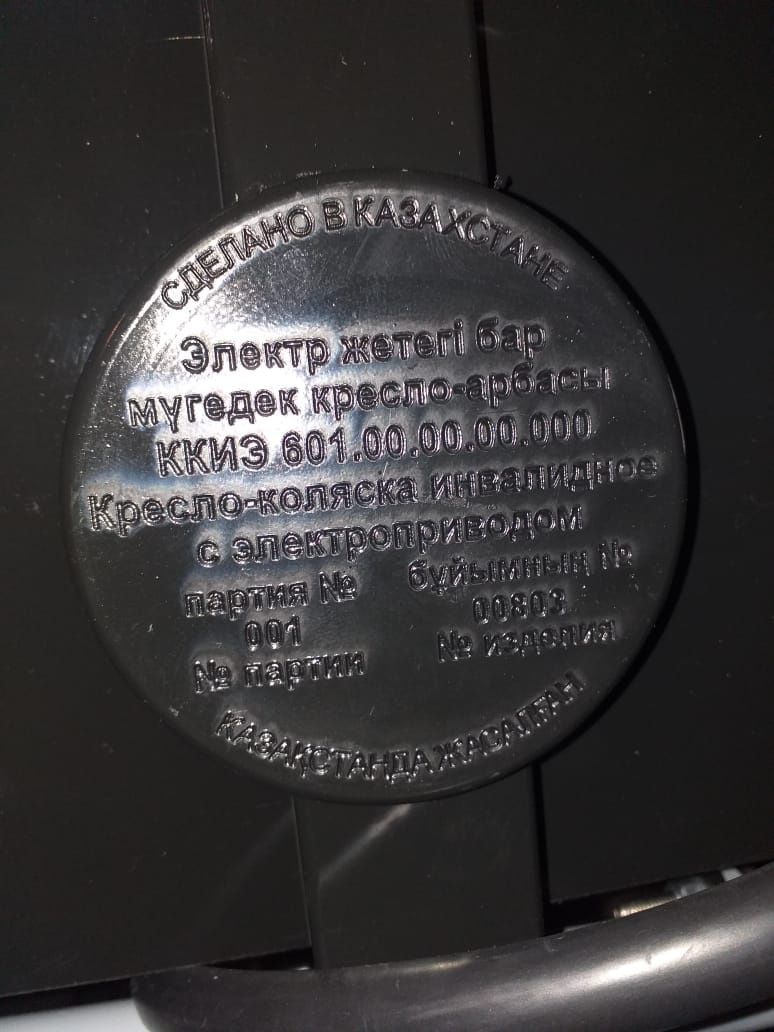 СДЕЛАНО В КАЗАХСТАНЕ
Электр жетегі бар
мүгедек кресло-арбасы
ККИЭ 601.00.00.00.000
Кресло-коляска инвалидное
с электроприводом
партия № бұйымның №
001 00803
№ партии № изделия
ҚАЗАҚСТАНДА ЖАСАЛҒАН